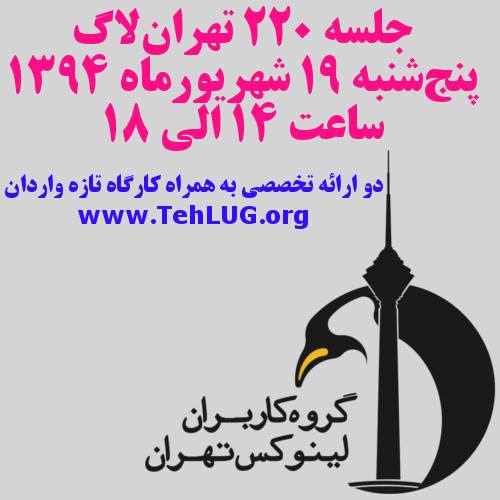 جلسه ۲۲۰ تهران‌لاگ
پنج‌شنبه ۱۹ شهریورماه ۱۳۹۴
ساعت ۱۴ الی ۱۸
دو ارائه تخصصی به همراه کارگاه تازه واردان
www.TehLUG.org
گروه کاربران
لینوکس تهران